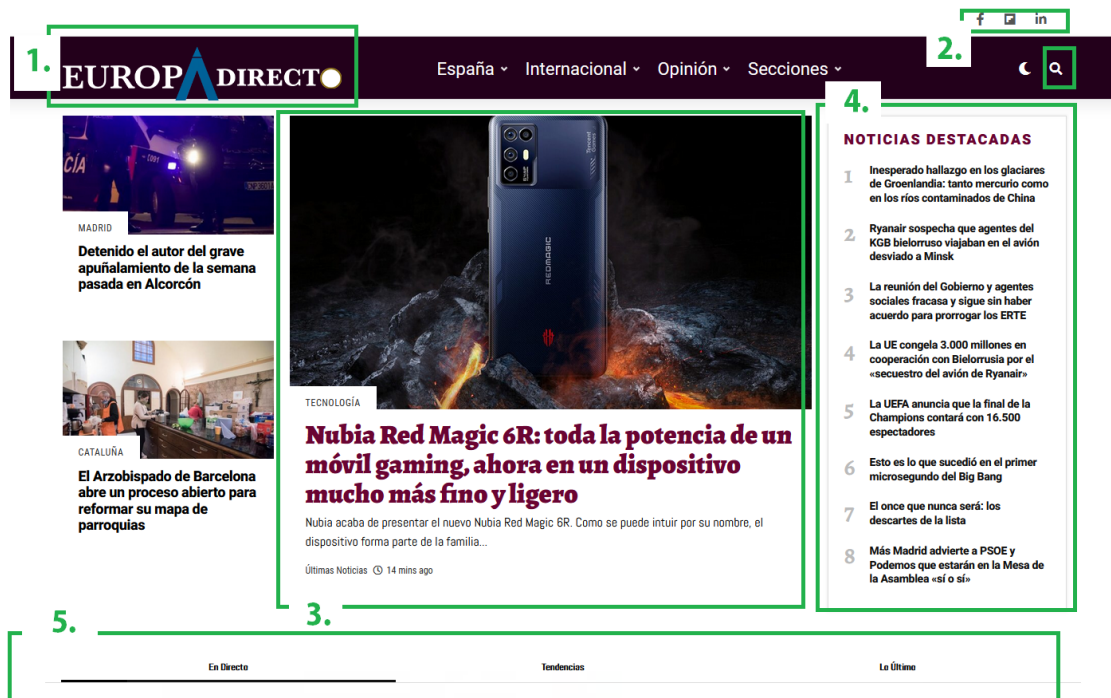 1.
EUROPA DIRECTO
España
Internacional
Opinión
Secciones
2.
in
CÍA
MADRID
Detenido el autor del grave
apuñalamiento de la semana
pasada en Alcorcón
CATALUÑA
El Arzobispado de Barcelona
abre un proceso abierto para
reformar su mapa de
parroquias
REDMAGIC
TECNOLOGÍA
Nubia Red Magic 6R: toda la potencia de un
móvil gaming, ahora en un dispositivo
mucho más fino y ligero
Nubia acaba de presentar el nuevo Nubia Red Magic 6R. Como se puede intuir por su nombre, el
dispositivo forma parte de la familia...
Últimas Noticias 14 mins ago
3.
4.
NOTICIAS DESTACADAS
1 Inesperado hallazgo en los glaciares
de Groenlandia: tanto mercurio como
en los ríos contaminados de China
2 Ryanair sospecha que agentes del
KGB bielorruso viajaban en el avión
desviado a Minsk
3 La reunión del Gobierno y agentes
sociales fracasa y sigue sin haber
acuerdo para prorrogar los ERTE
4 La UE congela 3.000 millones en
cooperación con Bielorrusia por el
«secuestro del avión de Ryanair»
5 La UEFA anuncia que la final de la
Champions contará con 16.500
espectadores
6 Esto es lo que sucedió en el primer
microsegundo del Big Bang
7 El once que nunca será: los
descartes de la lista
8 Más Madrid advierte a PSOE y
Podemos que estarán en la Mesa de
la Asamblea «sí o sí»
5.
En Directo
Tendencias
Lo Último